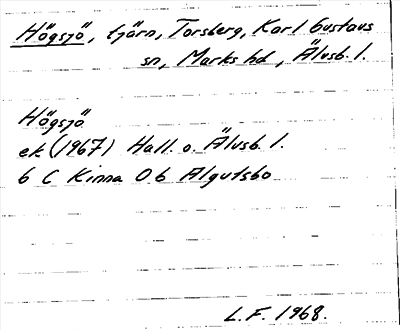 Högsjö, tjärn, Torsberg, Karl Gustavs
sn, Marks hd, Älvsb. l.
Högsjö
ek (1967) Hall. o. Älvsb. l.
6 C Kinna 0 b Algutsbo
L.F. 1968.